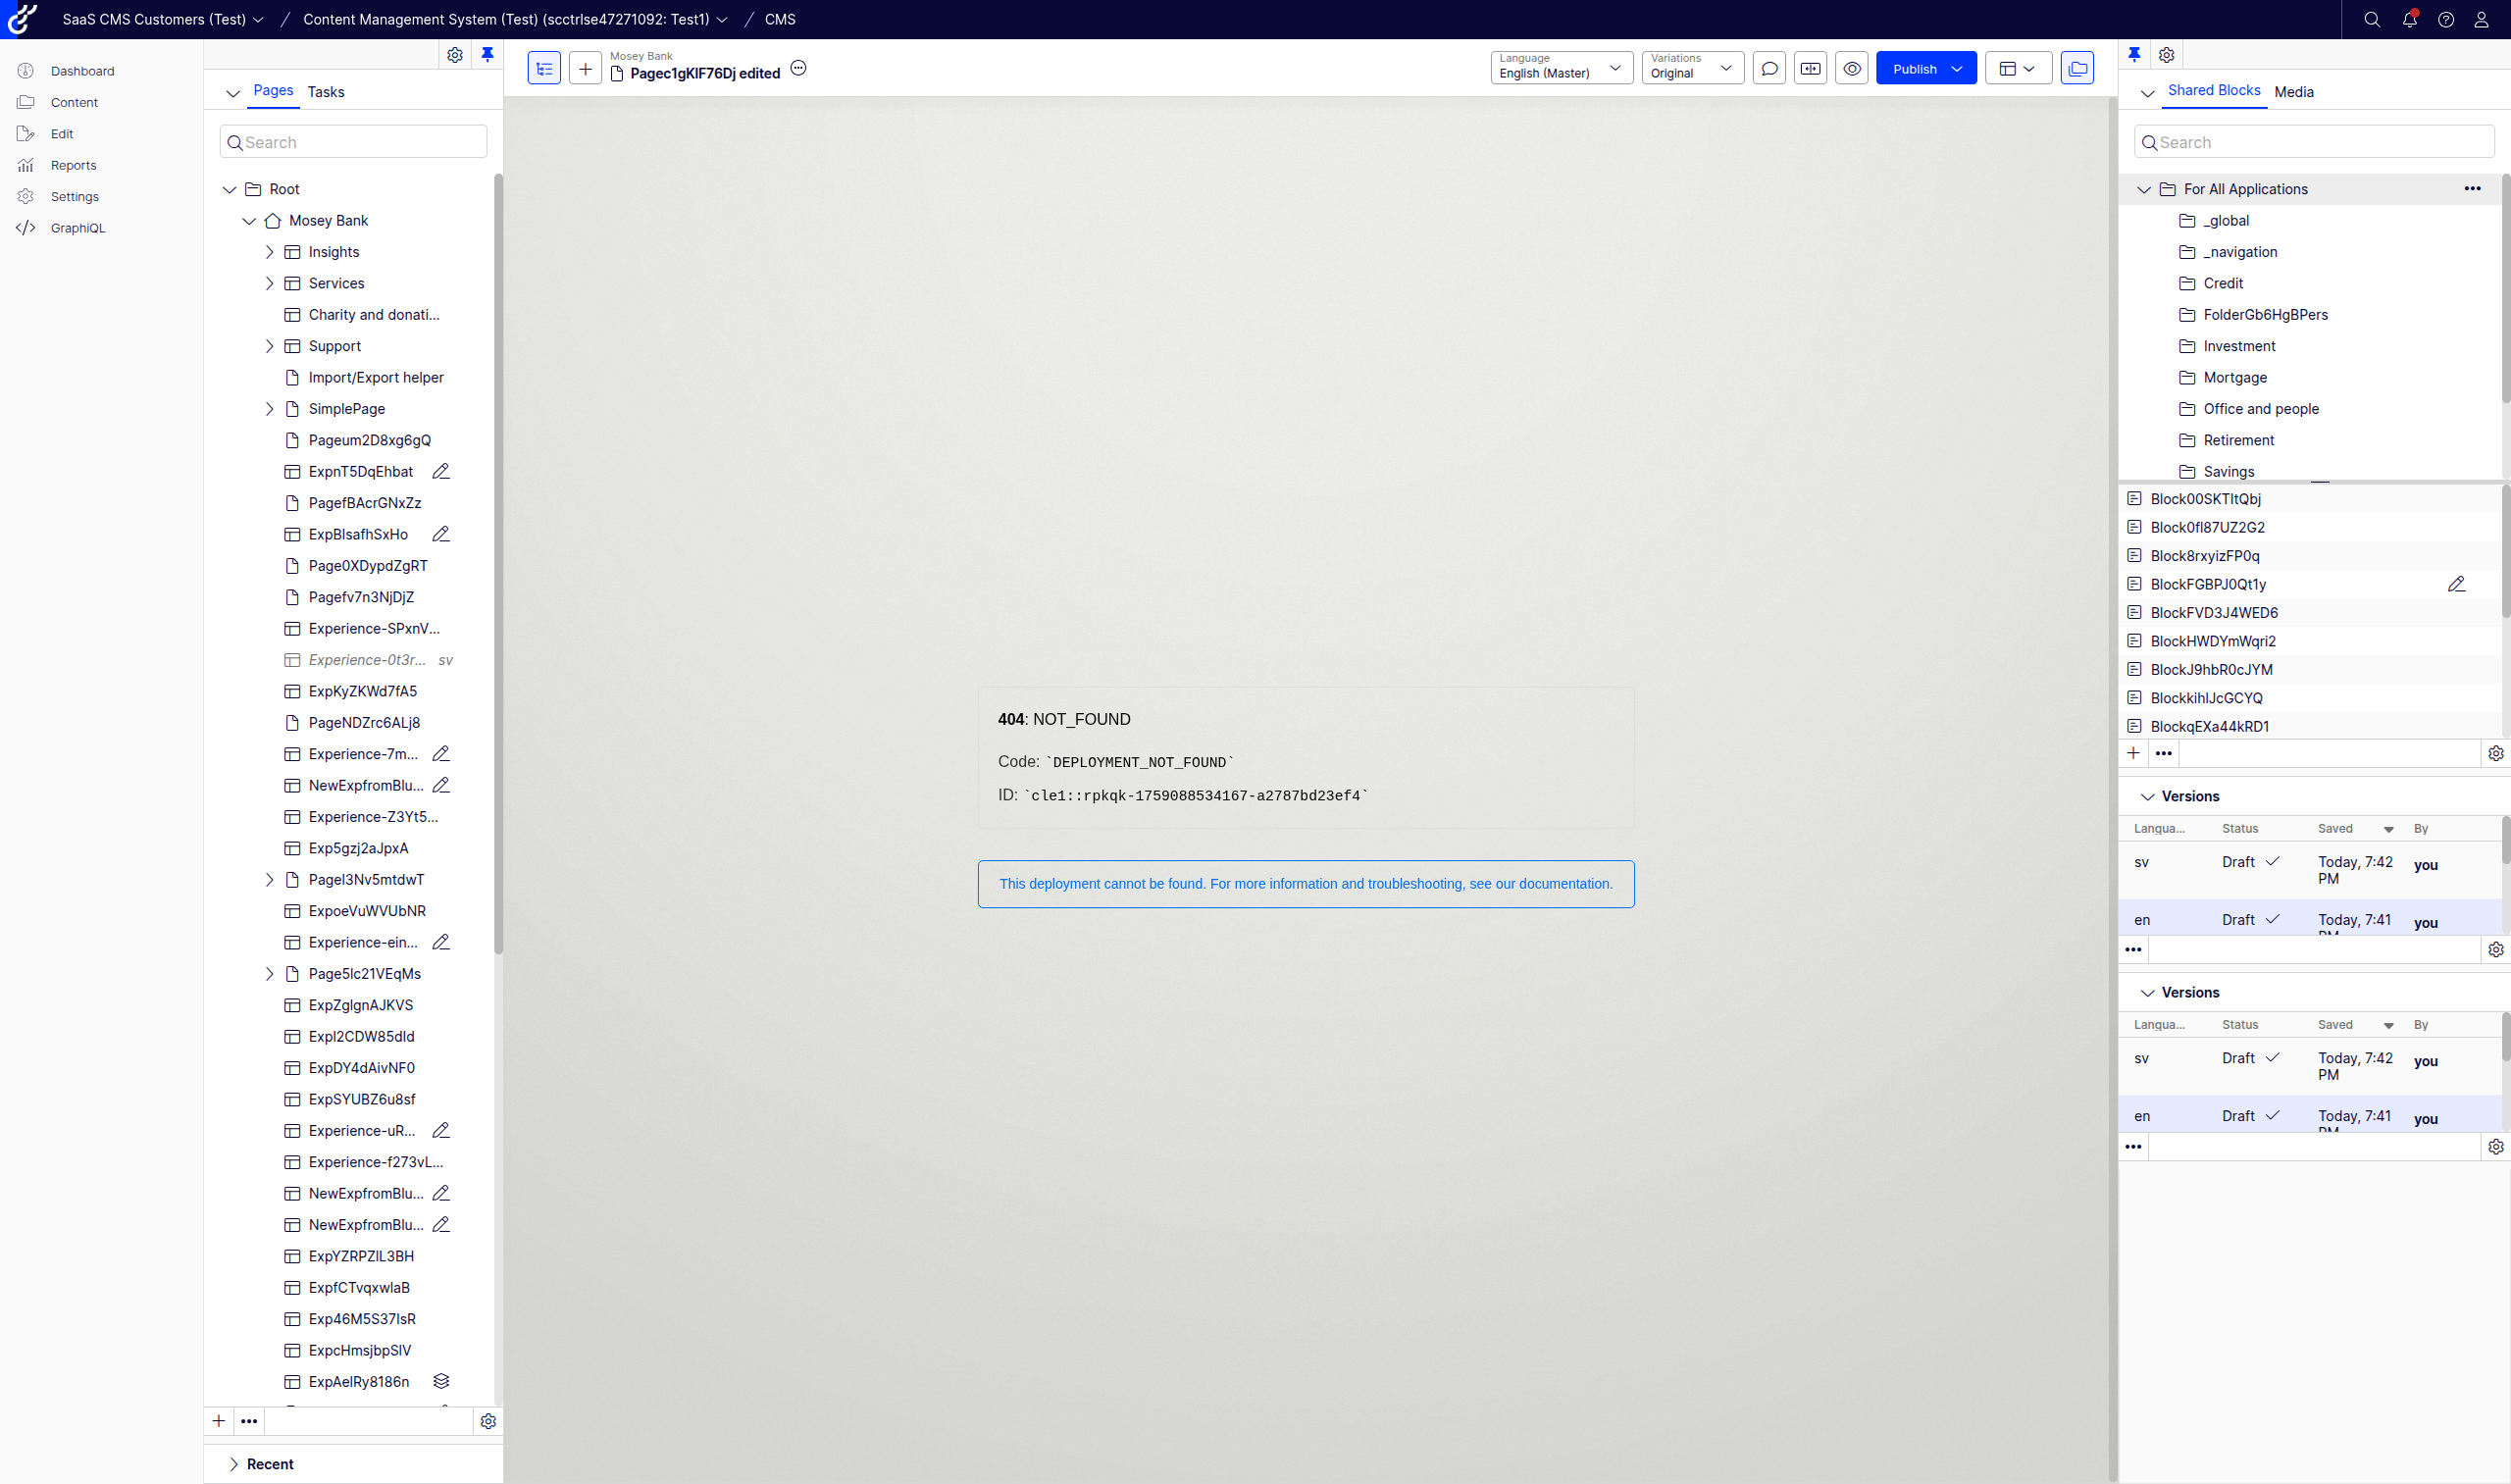 SaaS CMS Customers (Test) / Content Management System (Test) (scctrlse47271092: Test1) / CMS
Dashboard
Content
Edit
Reports
Settings
GraphiQL
Pages Tasks
Search
Root
Mosey Bank
Insights
Services
Charity and donati...
Support
Import/Export helper
SimplePage
Pageum2D8xg6gQ
ExpnT5DqEhbat
PagefBAcrGNxZz
ExpBlsafhSxHo
Page0XDypdZgRT
Pagefv7n3NjDjZ
Experience-SPxnV...
Experience-0t3r... sv
ExpKyZKWd7fA5
PageNDZrc6ALj8
Experience-7m...
NewExpfromBlu...
Experience-Z3Yt5...
Exp5gzj2aJpxA
PageI3Nv5mtdwT
ExpoeVuWVUbNR
Experience-ein...
Page5lc21VEqMs
ExpZglgnAJKVS
ExpI2CDW85dId
ExpDY4dAivNF0
ExpSYUBZ6u8sf
Experience-uR...
Experience-f273vL...
NewExpfromBlu...
NewExpfromBlu...
ExpYZRPZIL3BH
ExpfCTvqxwlaB
Exp46M5S37lsR
ExpcHmsjbpSlV
ExpAelRy8186n
Recent
Mosey Bank
Pagec1gKlF76Dj edited
Language
English (Master)
Variations
Original
Publish
404: NOT_FOUND
Code: `DEPLOYMENT_NOT_FOUND`
ID: `cle1::rpkqk-1759088534167-a2787bd23ef4`
This deployment cannot be found. For more information and troubleshooting, see our documentation.
Shared Blocks Media
Search
For All Applications
_global
_navigation
Credit
FolderGb6HgBPers
Investment
Mortgage
Office and people
Retirement
Savings
Block00SKTltQbj
Block0fl87UZ2G2
Block8rxyizFP0q
BlockFGBPJ0Qt1y
BlockFVD3J4WED6
BlockHWDYmWqri2
BlockJ9hbR0cJYM
BlockkihlJcGCYQ
BlockqEXa44kRD1
Versions
Langua... Status Saved By
sv Draft Today, 7:42 PM you
en Draft Today, 7:41 PM you
Versions
Langua... Status Saved By
sv Draft Today, 7:42 PM you
en Draft Today, 7:41 PM you